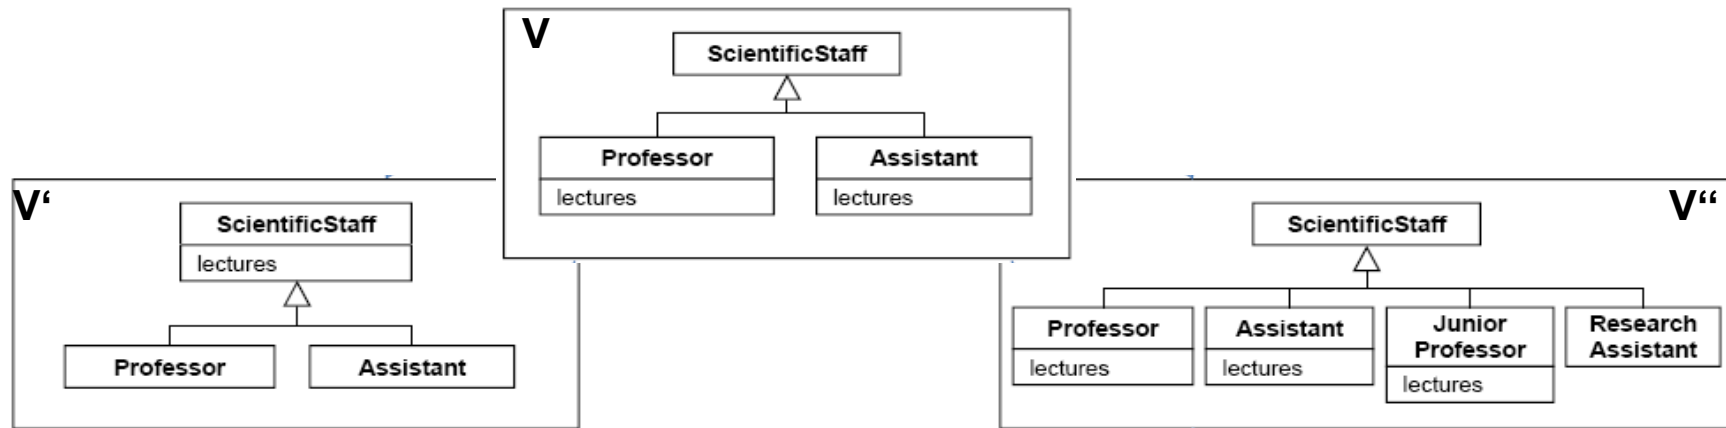 V
ScientificStaff
Professor
lectures
Assistant
lectures
V‘
ScientificStaff
lectures
Professor
Assistant
V“
ScientificStaff
Professor
lectures
Assistant
lectures
Junior
Professor
lectures
Research
Assistant